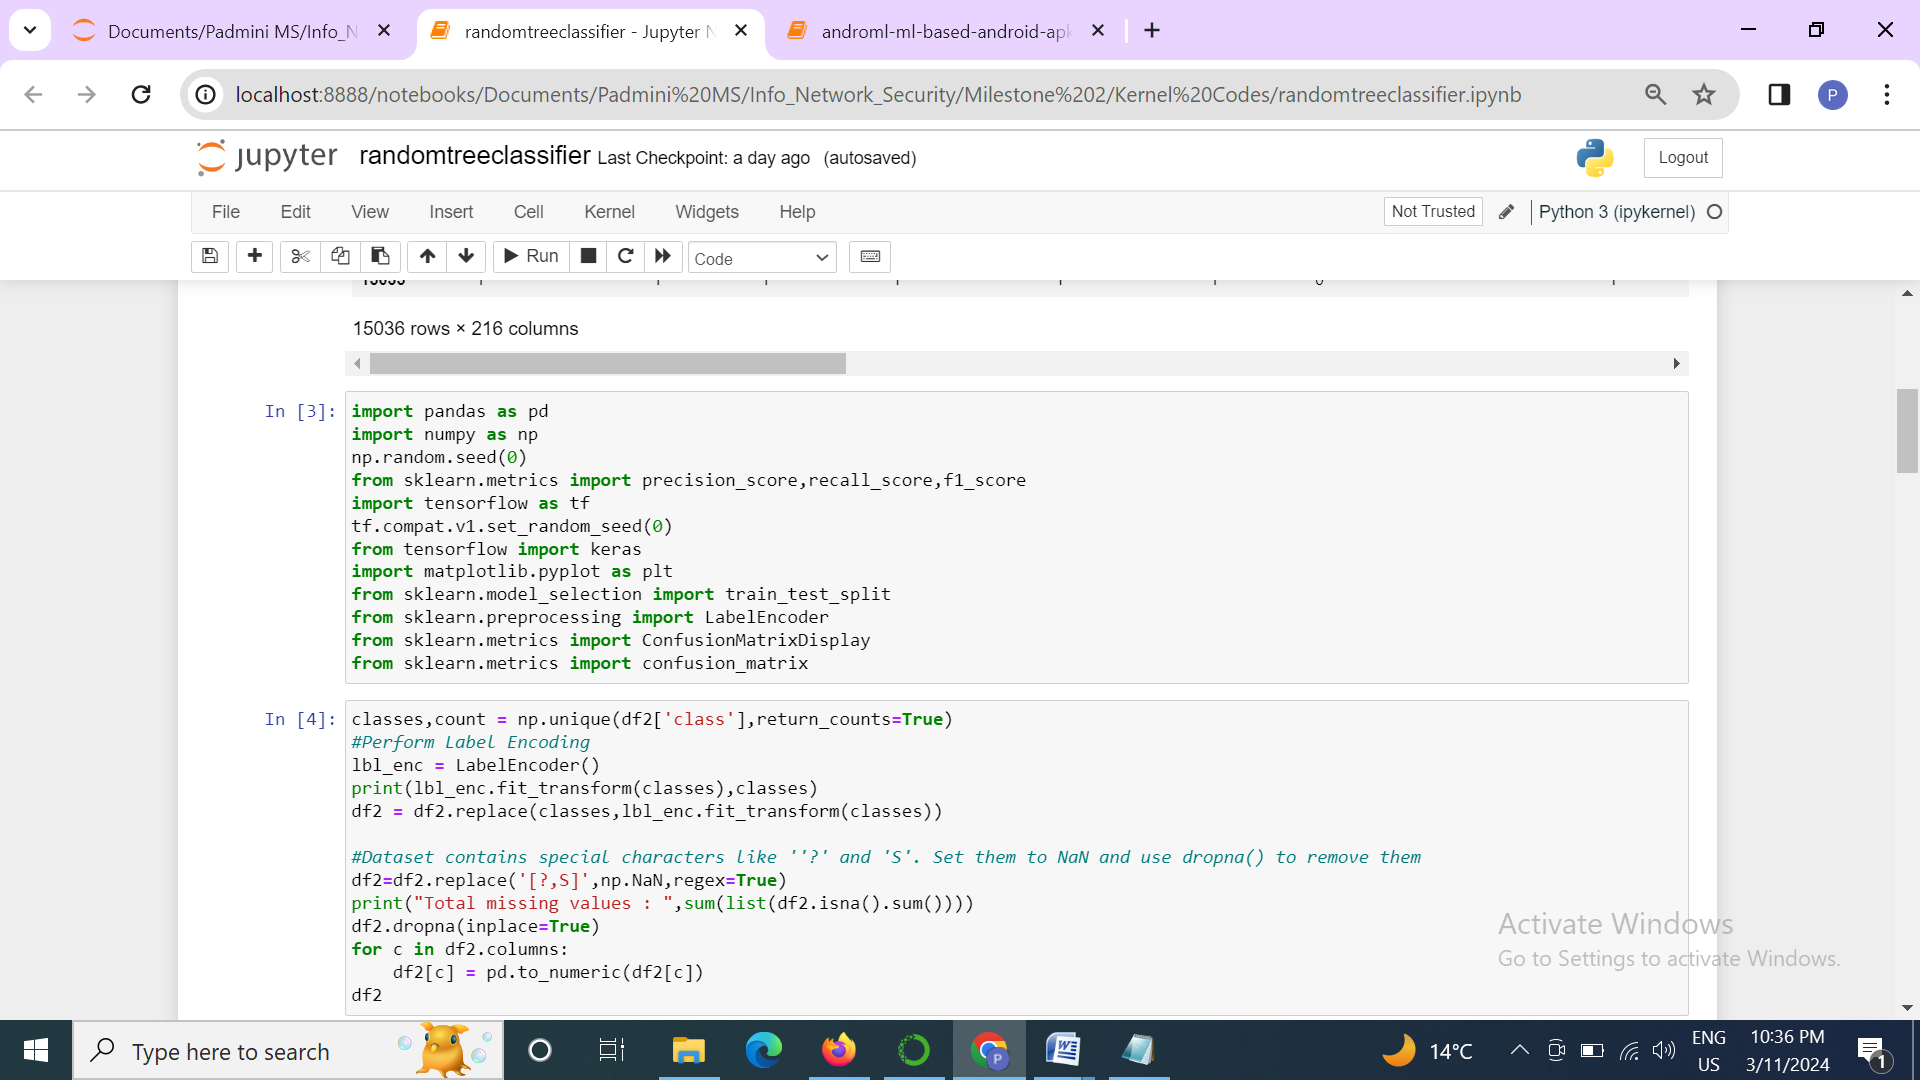 Documents/Padmini MS/Info_N
randomtreeclassifier - Jupyter N
androml-ml-based-android-apk
localhost:8888/notebooks/Documents/Padmini%20MS/Info_Network_Security/Milestone%202/Kernel%20Codes/randomtreeclassifier.ipynb
P
jupyter randomtreeclassifier Last Checkpoint: a day ago (autosaved)
Logout
File Edit View Insert Cell Kernel Widgets Help
Not Trusted
Python 3 (ipykernel)
Run
Code
15036 rows × 216 columns
In [3]:
import pandas as pd
import numpy as np
np.random.seed(0)
from sklearn.metrics import precision_score,recall_score,f1_score
import tensorflow as tf
tf.compat.v1.set_random_seed(0)
from tensorflow import keras
import matplotlib.pyplot as plt
from sklearn.model_selection import train_test_split
from sklearn.preprocessing import LabelEncoder
from sklearn.metrics import ConfusionMatrixDisplay
from sklearn.metrics import confusion_matrix
In [4]:
classes,count = np.unique(df2['class'],return_counts=True)
#Perform Label Encoding
lbl_enc = LabelEncoder()
print(lbl_enc.fit_transform(classes),classes)
df2 = df2.replace(classes,lbl_enc.fit_transform(classes))
#Dataset contains special characters like ''?' and 'S'. Set them to NaN and use dropna() to remove them
df2=df2.replace('[?,S]',np.NaN,regex=True)
print("Total missing values : ",sum(list(df2.isna().sum())))
df2.dropna(inplace=True)
for c in df2.columns:
    df2[c] = pd.to_numeric(df2[c])
df2
Activate Windows
Go to Settings to activate Windows.
Type here to search
P
14°C
ENG
US
10:36 PM
3/11/2024
1